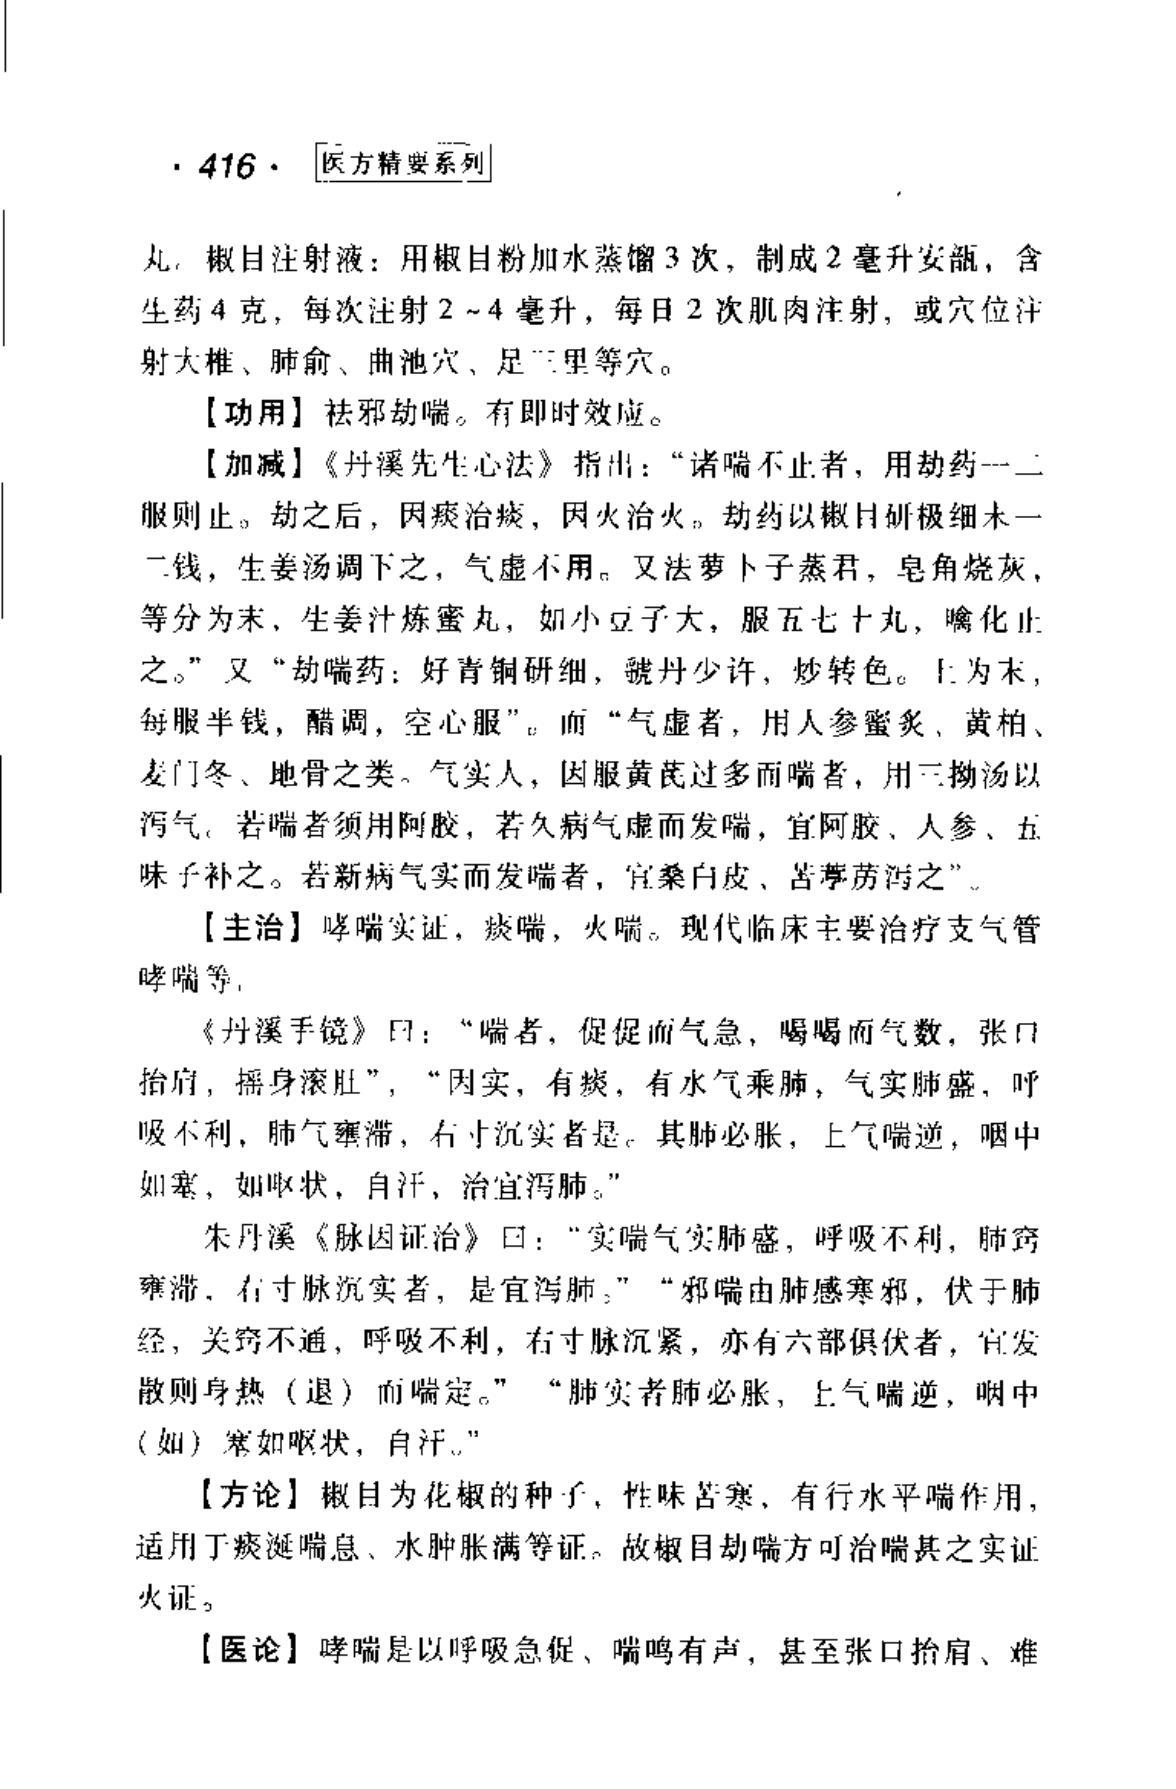 ·416· 医方精要系列
丸。椒目注射液：用椒目粉加水蒸馏3次，制成2毫升安瓿，含
生药4克，每次注射2~4毫升，每日2次肌肉注射，或穴位注
射大椎、肺俞、曲池穴、足三里等穴。
【功用】祛邪劫喘。有即时效应。
【加减】《丹溪先生心法》指出：“诸喘不止者，用劫药一二
服则止。劫之后，因痰治痰，因火治火。劫药以椒目研极细末一
二钱，生姜汤调下之，气虚不用。又法萝卜子蒸君，皂角烧灰，
等分为末，生姜汁炼蜜丸，如小豆子大，服五七十丸，噙化止
之。”又“劫喘药：好青铜研细，虢丹少许，炒转色。上为末，
每服半钱，醋调，空心服”。而“气虚者，用人参蜜炙、黄柏、
麦门冬、地骨之类。气实人，因服黄芪过多而喘者，用三拗汤以
泻气。若喘者须用阿胶，若久病气虚而发喘，宜阿胶、人参、五
味子补之。若新病气实而发喘者，宜桑白皮、苦葶苈泻之”。
【主治】哮喘实证，痰喘，火喘。现代临床主要治疗支气管
哮喘等。
《丹溪手镜》曰：“喘者，促促而气急，喝喝而气数，张口
抬肩，摇身滚肚”，“因实，有痰，有水气乘肺，气实肺盛，呼
吸不利，肺气壅滞，右寸沉实者是。其肺必胀，上气喘逆，咽中
如塞，如呕状，自汗，治宜泻肺。”
朱丹溪《脉因证治》曰：“实喘气实肺盛，呼吸不利，肺窍
壅滞，右寸脉沉实者，是宜泻肺。”“邪喘由肺感寒邪，伏于肺
经，关窍不通，呼吸不利，右寸脉沉紧，亦有六部俱伏者，宜发
散则身热（退）而喘定。”“肺实者肺必胀，上气喘逆，咽中
（如）塞如呕状，自汗。”
【方论】椒目为花椒的种子，性味苦寒，有行水平喘作用，
适用于痰涎喘息、水肿胀满等证。故椒目劫喘方可治喘甚之实证
火证。
【医论】哮喘是以呼吸急促、喘鸣有声，甚至张口抬肩、难